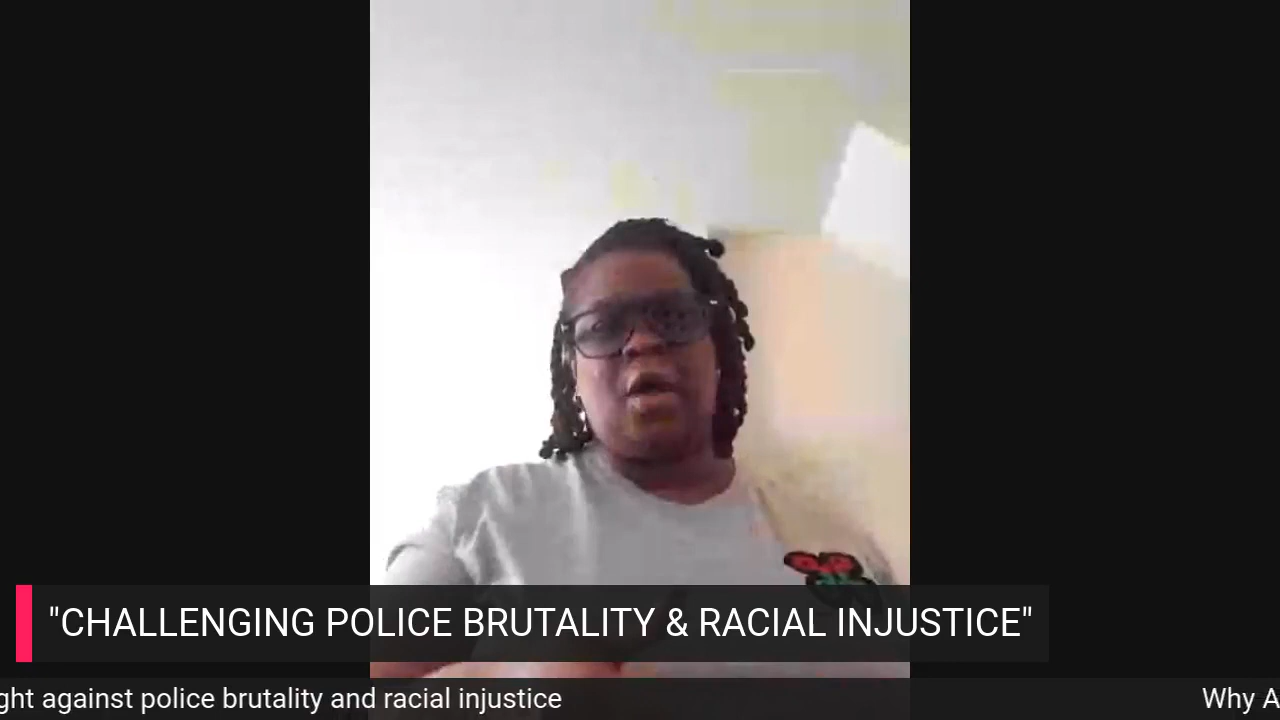 "CHALLENGING POLICE BRUTALITY & RACIAL INJUSTICE"
ght against police brutality and racial injustice Why A